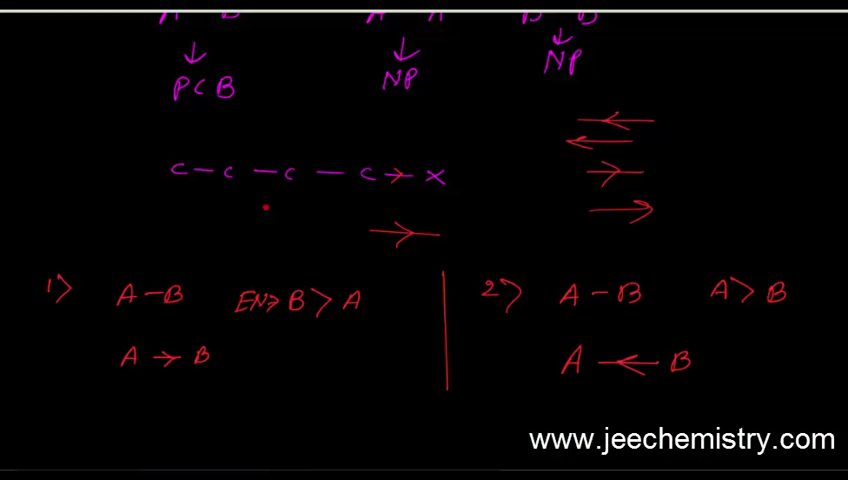 A B A A B B
↓ ↓ ↓
PCB NP NP
C — C — C — C → X
1> A – B EN> B > A
A → B
2> A – B A > B
A ← B
www.jeechemistry.com